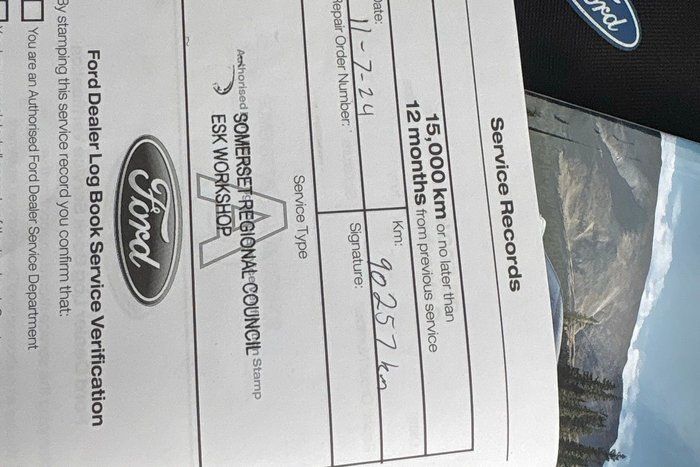 Ford
Service Records
15,000 km or no later than
12 months from previous service
Date: 11-7-24
Km: 90257 km
Repair Order Number:
Signature:
Service Type
A
Authorised
Stamp
SOMERSET REGIONAL COUNCIL
ESK WORKSHOP
Ford
Ford Dealer Log Book Service Verification
By stamping this service record you confirm that:
You are an Authorised Ford Dealer Service Department